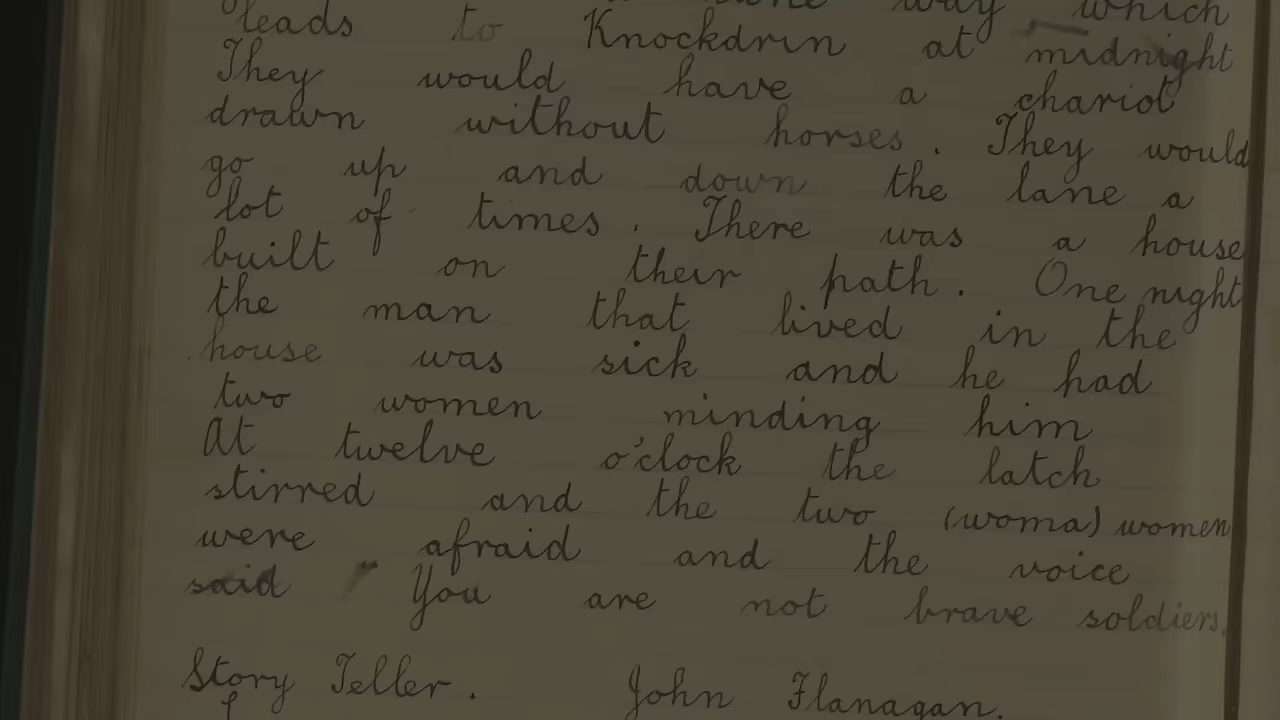 way which
leads to Knockdrin at midnight
They would have a chariot
drawn without horses. They would
go up and down the lane a
lot of times. There was a house
built on their path. One night
the man that lived in the
house was sick and he had
two women minding him
At twelve o'clock the latch
stirred and the two (woma) women
were afraid and the voice
said " You are not brave soldiers.
Story Teller. John Flanagan.